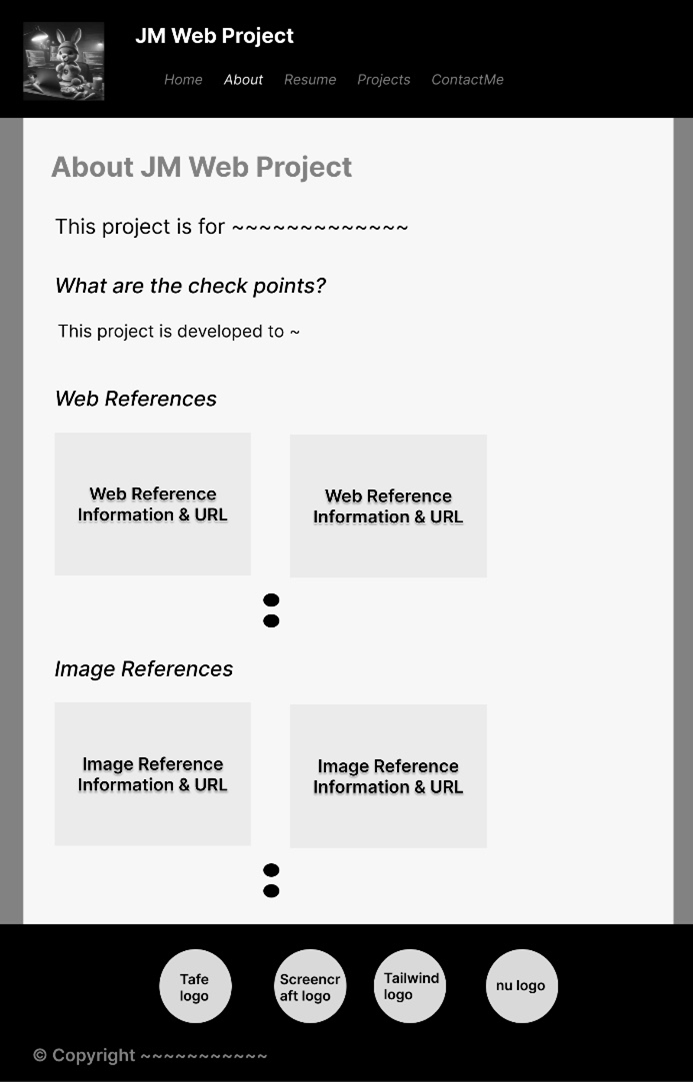 JM Web Project
Home About Resume Projects ContactMe
About JM Web Project
This project is for ~~~~~~~~~~~~~
What are the check points?
This project is developed to ~
Web References
Web Reference
Information & URL
Web Reference
Information & URL
Image References
Image Reference
Information & URL
Image Reference
Information & URL
Tafe
logo
Screencr
aft logo
Tailwind
logo
nu logo
© Copyright ~~~~~~~~~~~